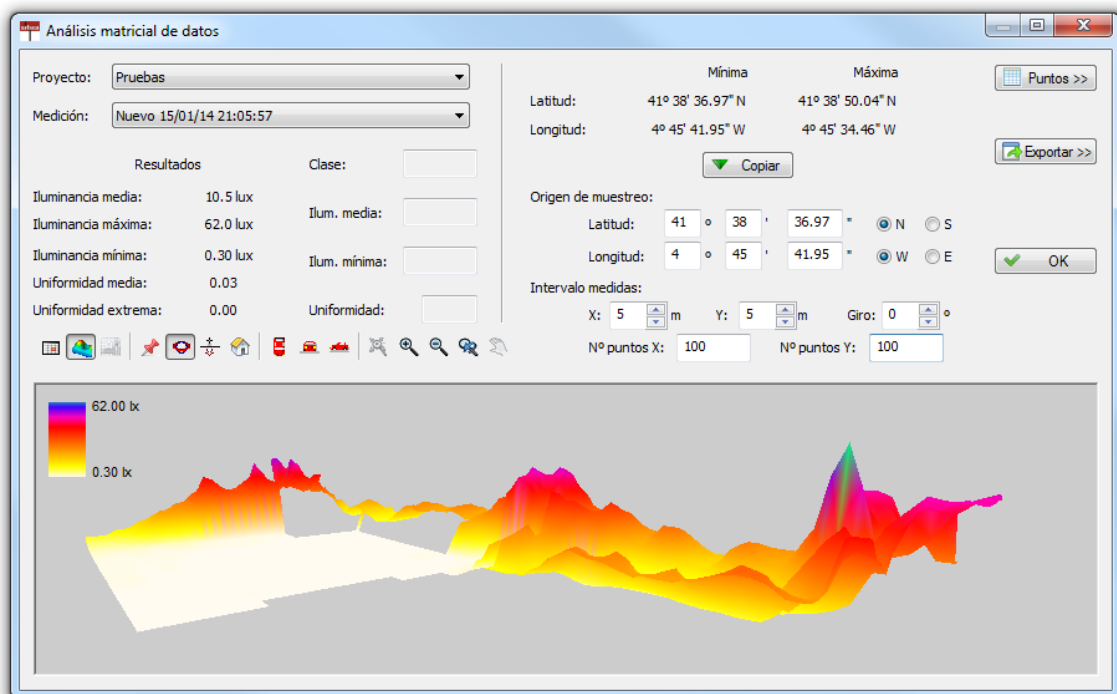 Análisis matricial de datos
Proyecto:
Pruebas
Medición:
Nuevo 15/01/14 21:05:57
Resultados
Clase:
Iluminancia media:
10.5 lux
Ilum. media:
Iluminancia máxima:
62.0 lux
Iluminancia mínima:
0.30 lux
Ilum. mínima:
Uniformidad media:
0.03
Uniformidad extrema:
0.00
Uniformidad:
Mínima
Máxima
Latitud:
41º 38' 36.97" N
41º 38' 50.04" N
Longitud:
4º 45' 41.95" W
4º 45' 34.46" W
Copiar
Origen de muestreo:
Latitud: 41 º 38 ' 36.97 " N S
Longitud: 4 º 45 ' 41.95 " W E
Intervalo medidas:
X: 5 m Y: 5 m Giro: 0 º
Nº puntos X: 100 Nº puntos Y: 100
Puntos >>
Exportar >>
OK
62.00 lx
0.30 lx